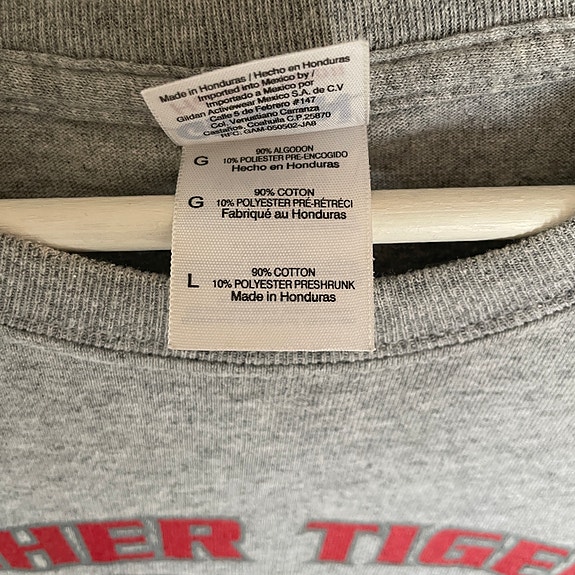 Made in Honduras / Hecho en Honduras
Imported into Mexico by /
Importado a Mexico por
Gildan Activewear Mexico S.A. de C.V
Calle 5 de Febrero #147
Col. Venustiano Carranza
Castaños, Coahuila C.P.25870
RFC: GAM-050502-JA8
G 90% ALGODON
10% POLIESTER PRE-ENCOGIDO
Hecho en Honduras
G 90% COTON
10% POLYESTER PRÉ-RÉTRÉCI
Fabriqué au Honduras
L 90% COTTON
10% POLYESTER PRESHRUNK
Made in Honduras
HER TIGE